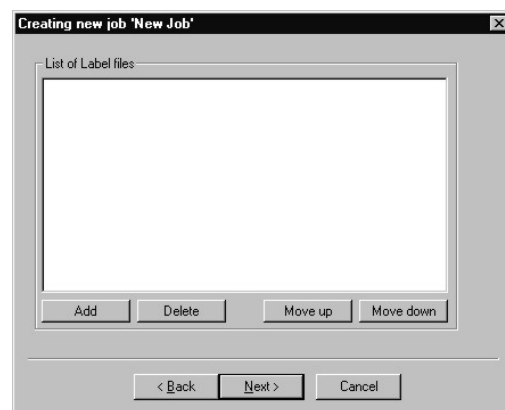 Creating new job 'New Job'
List of Label files
Add Delete Move up Move down
< Back Next > Cancel